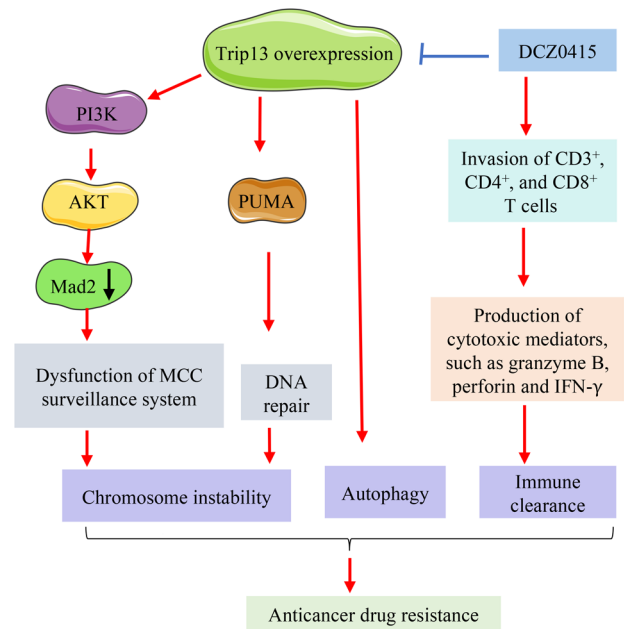 Trip13 overexpression
DCZ0415
PI3K
Invasion of CD3⁺,
CD4⁺, and CD8⁺
T cells
AKT
PUMA
Mad2
Production of
cytotoxic mediators,
such as granzyme B,
perforin and IFN-γ
Dysfunction of MCC
surveillance system
DNA
repair
Chromosome instability
Autophagy
Immune
clearance
Anticancer drug resistance